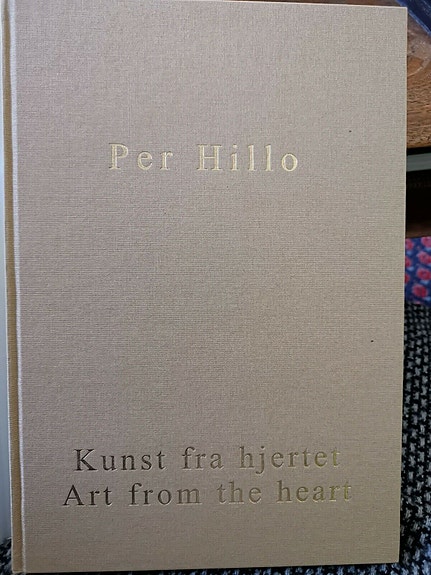 Per Hillo
Kunst fra hjertet
Art from the heart